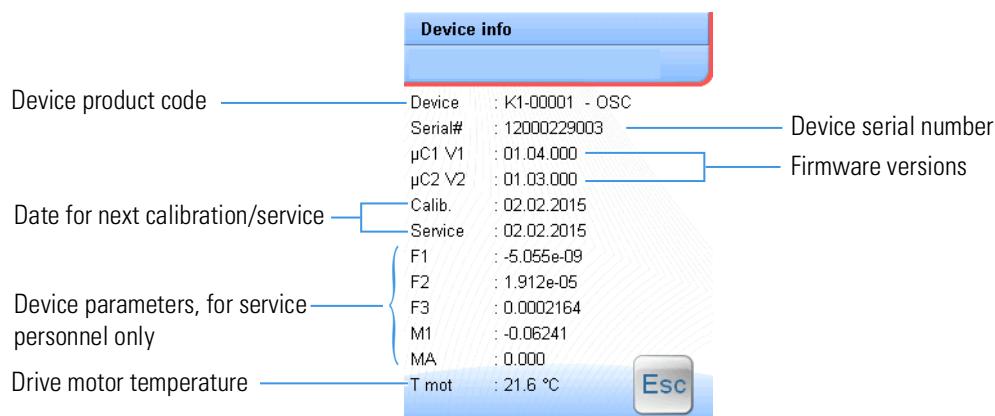 Device info
Device product code
Device : K1-00001 - OSC
Serial# : 12000229003
Device serial number
µC1 V1 : 01.04.000
Firmware versions
µC2 V2 : 01.03.000
Date for next calibration/service
Calib. : 02.02.2015
Service : 02.02.2015
F1 : -5.055e-09
F2 : 1.912e-05
Device parameters, for service
personnel only
F3 : 0.0002164
M1 : -0.06241
MA : 0.000
Drive motor temperature
T mot : 21.6 °C
Esc